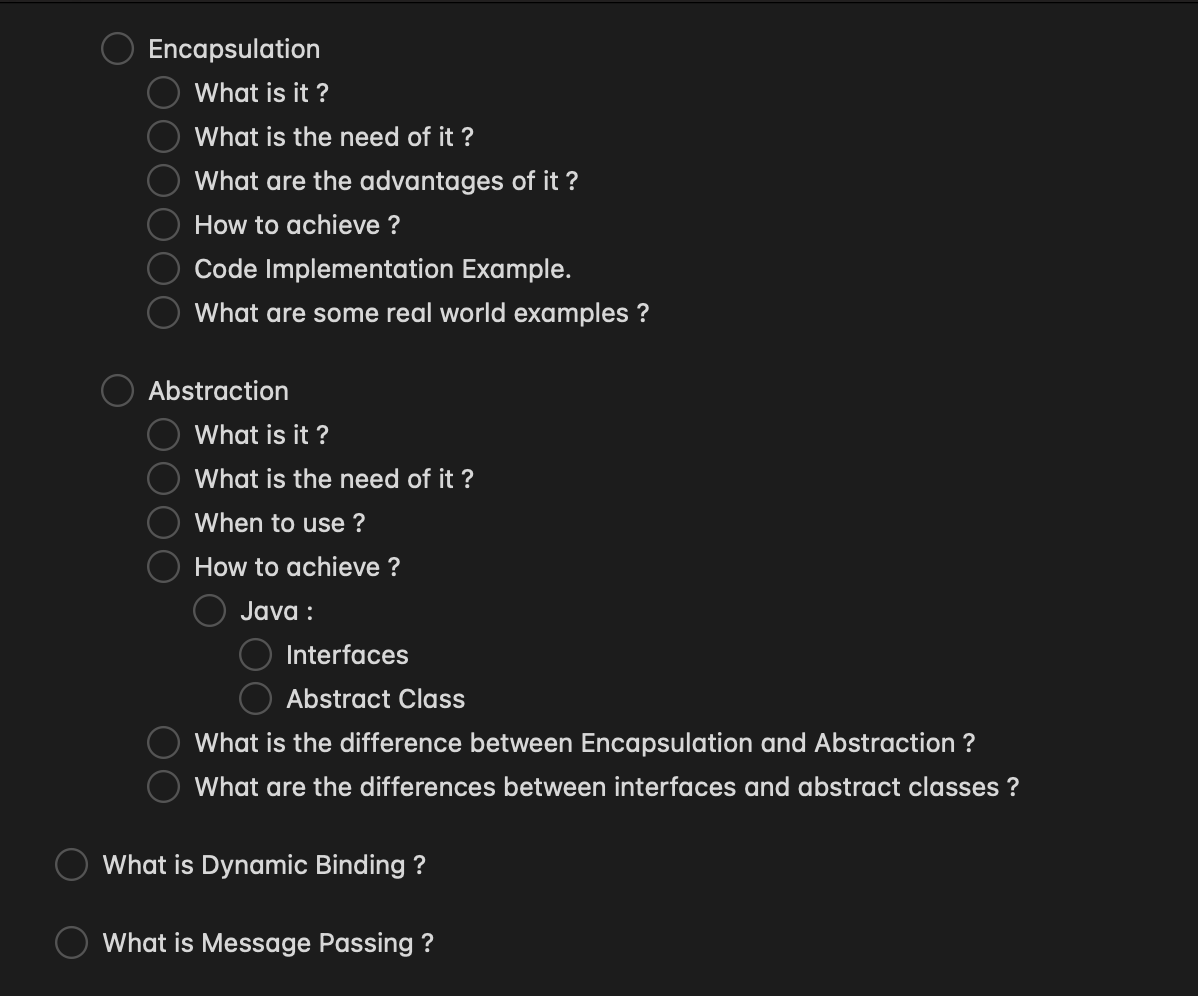 Encapsulation
What is it ?
What is the need of it ?
What are the advantages of it ?
How to achieve ?
Code Implementation Example.
What are some real world examples ?
Abstraction
What is it ?
What is the need of it ?
When to use ?
How to achieve ?
Java :
Interfaces
Abstract Class
What is the difference between Encapsulation and Abstraction ?
What are the differences between interfaces and abstract classes ?
What is Dynamic Binding ?
What is Message Passing ?